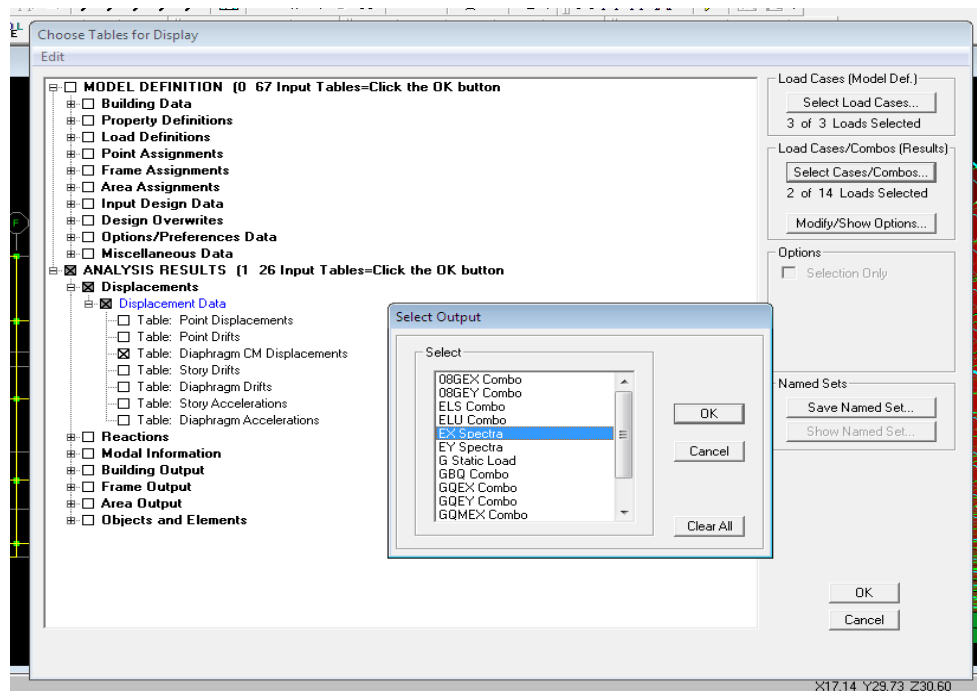 Choose Tables for Display
Edit
MODEL DEFINITION (0 67 Input Tables=Click the OK button
Building Data
Property Definitions
Load Definitions
Point Assignments
Frame Assignments
Area Assignments
Input Design Data
Design Overwrites
Options/Preferences Data
Miscellaneous Data
ANALYSIS RESULTS (1 26 Input Tables=Click the OK button
Displacements
Displacement Data
Table: Point Displacements
Table: Point Drifts
Table: Diaphragm CM Displacements
Table: Story Drifts
Table: Diaphragm Drifts
Table: Story Accelerations
Table: Diaphragm Accelerations
Reactions
Modal Information
Building Output
Frame Output
Area Output
Objects and Elements
Load Cases (Model Def.)
Select Load Cases...
3 of 3 Loads Selected
Load Cases/Combos (Results)
Select Cases/Combos...
2 of 14 Loads Selected
Modify/Show Options...
Options
Selection Only
Named Sets
Save Named Set...
Show Named Set...
OK
Cancel
Select Output
Select
08GEX Combo
08GEY Combo
ELS Combo
ELU Combo
EX Spectra
EY Spectra
G Static Load
GBQ Combo
GQEX Combo
GQEY Combo
GQMEX Combo
OK
Cancel
Clear All
F
X17.14 Y29.73 Z30.60